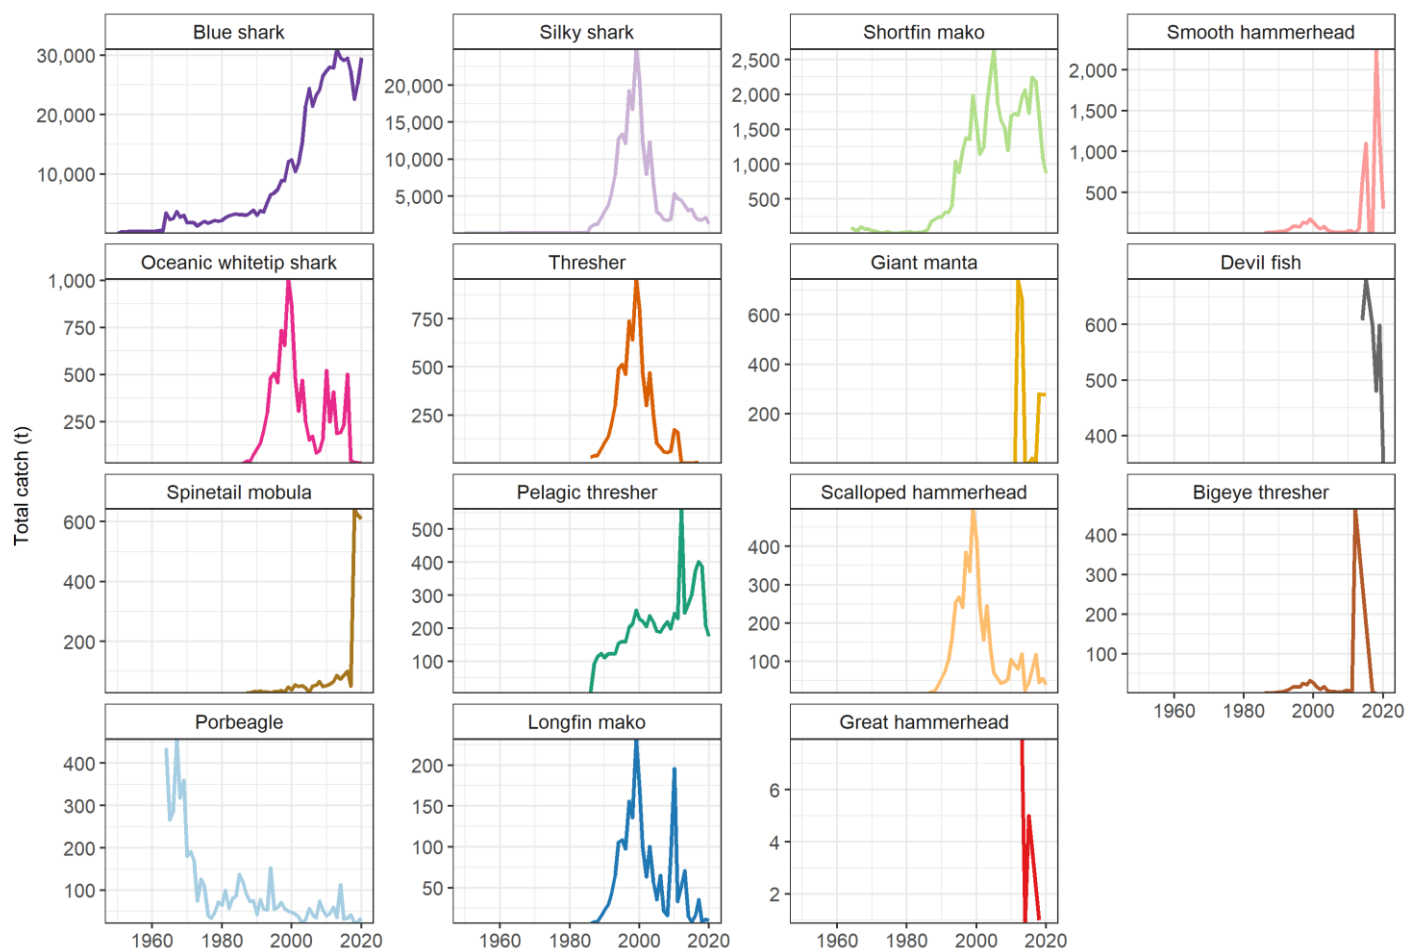 Total catch (t)
Blue shark
30,000
20,000
10,000
Silky shark
20,000
15,000
10,000
5,000
Shortfin mako
2,500
2,000
1,500
1,000
500
Smooth hammerhead
2,000
1,500
1,000
500
Oceanic whitetip shark
1,000
750
500
250
Thresher
750
500
250
Giant manta
600
400
200
Devil fish
600
500
400
Spinetail mobula
600
400
200
Pelagic thresher
500
400
300
200
100
Scalloped hammerhead
400
300
200
100
Bigeye thresher
400
300
200
100
1960 1980 2000 2020
Porbeagle
400
300
200
100
1960 1980 2000 2020
Longfin mako
200
150
100
50
1960 1980 2000 2020
Great hammerhead
6
4
2
1960 1980 2000 2020